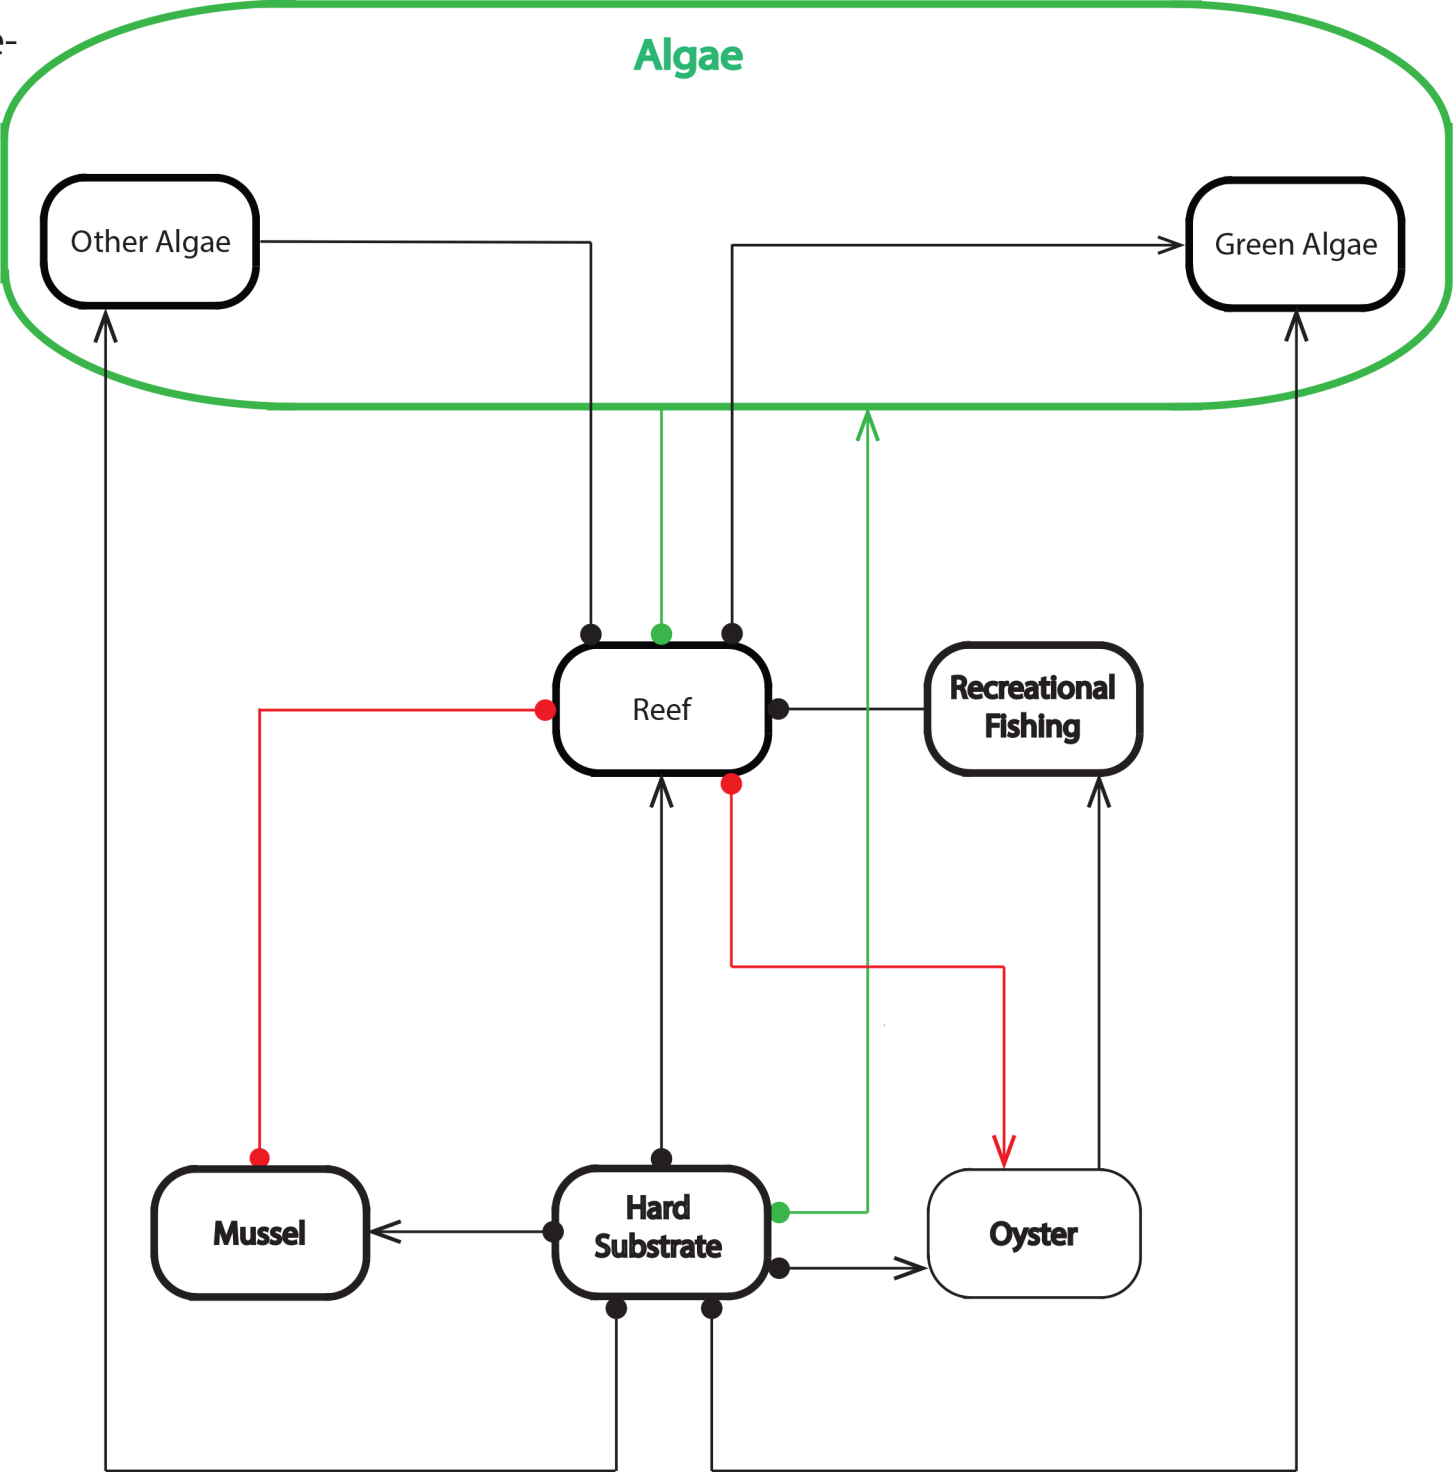 e-
Algae
Other Algae
Green Algae
Recreational
Fishing
Reef
Hard
Substrate
Mussel
Oyster